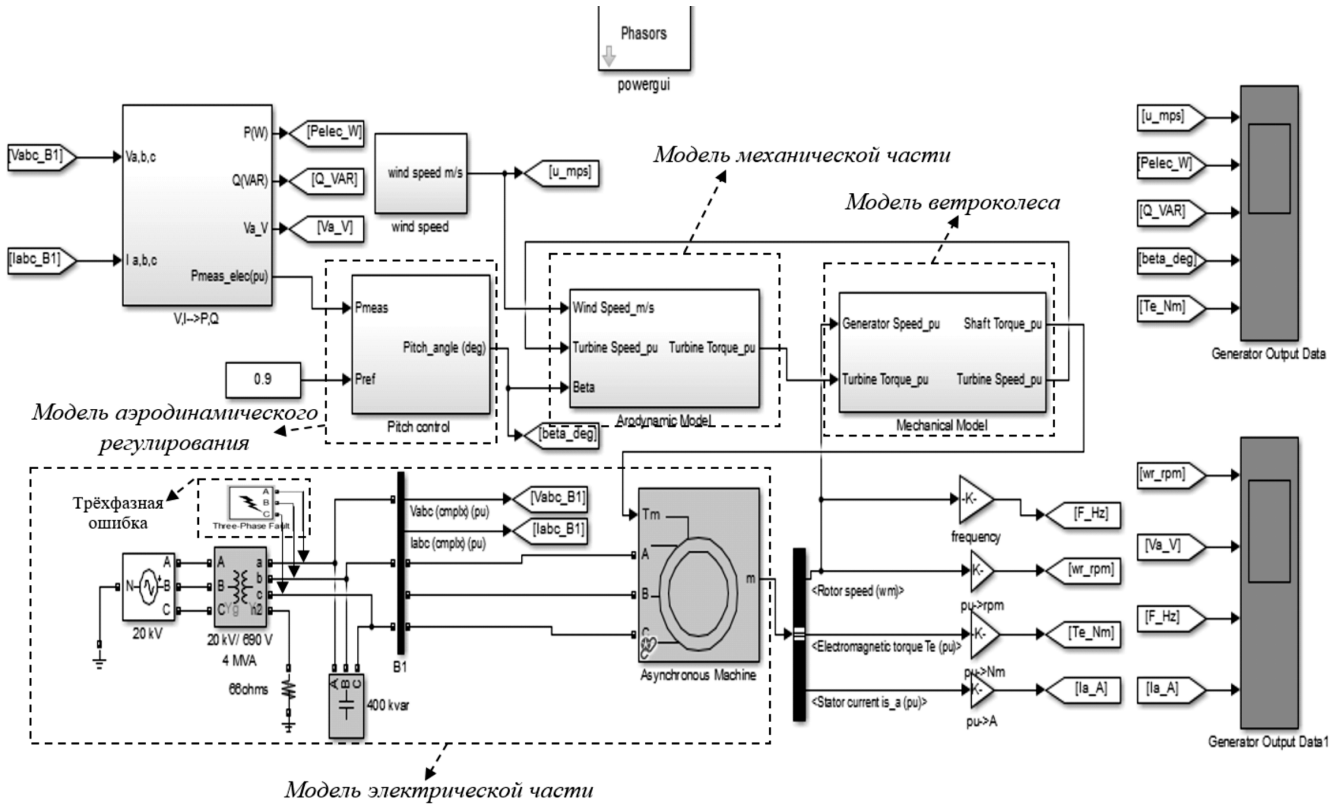 Phasors
powergui
[Vabc_B1]
[Iabc_B1]
Va,b,c
I a,b,c
P(W)
Q(VAR)
Va_V
Pmeas_elec(pu)
V,I-->P,Q
[Pelec_W]
[Q_VAR]
[Va_V]
wind speed m/s
wind speed
[u_mps]
Модель механической части
Модель ветроколеса
0.9
Pmeas
Pref
Pitch_angle (deg)
Pitch control
[beta_deg]
Wind Speed_m/s
Turbine Speed_pu
Beta
Turbine Torque_pu
Arodynamic Model
Generator Speed_pu
Turbine Torque_pu
Shaft Torque_pu
Turbine Speed_pu
Mechanical Model
[u_mps]
[Pelec_W]
[Q_VAR]
[beta_deg]
[Te_Nm]
Generator Output Data
Модель аэродинамического
регулирования
Трёхфазная
ошибка
A
B
C
Three-Phase Fault
N
A
B
C
20 kV
A
B
C
Yg
a
b
c
n2
20 kV/ 690 V
4 MVA
66ohms
A
B
C
400 kvar
Vabc (cmplx) (pu)
Iabc (cmplx) (pu)
[Vabc_B1]
[Iabc_B1]
B1
Tm
A
B
C
m
Asynchronous Machine
<Rotor speed (wm)>
<Electromagnetic torque Te (pu)>
<Stator current is_a (pu)>
-K-
frequency
[F_Hz]
-K-
pu->rpm
[wr_rpm]
-K-
pu->Nm
[Te_Nm]
-K-
pu->A
[Ia_A]
[wr_rpm]
[Va_V]
[F_Hz]
[Ia_A]
Generator Output Data1
Модель электрической части